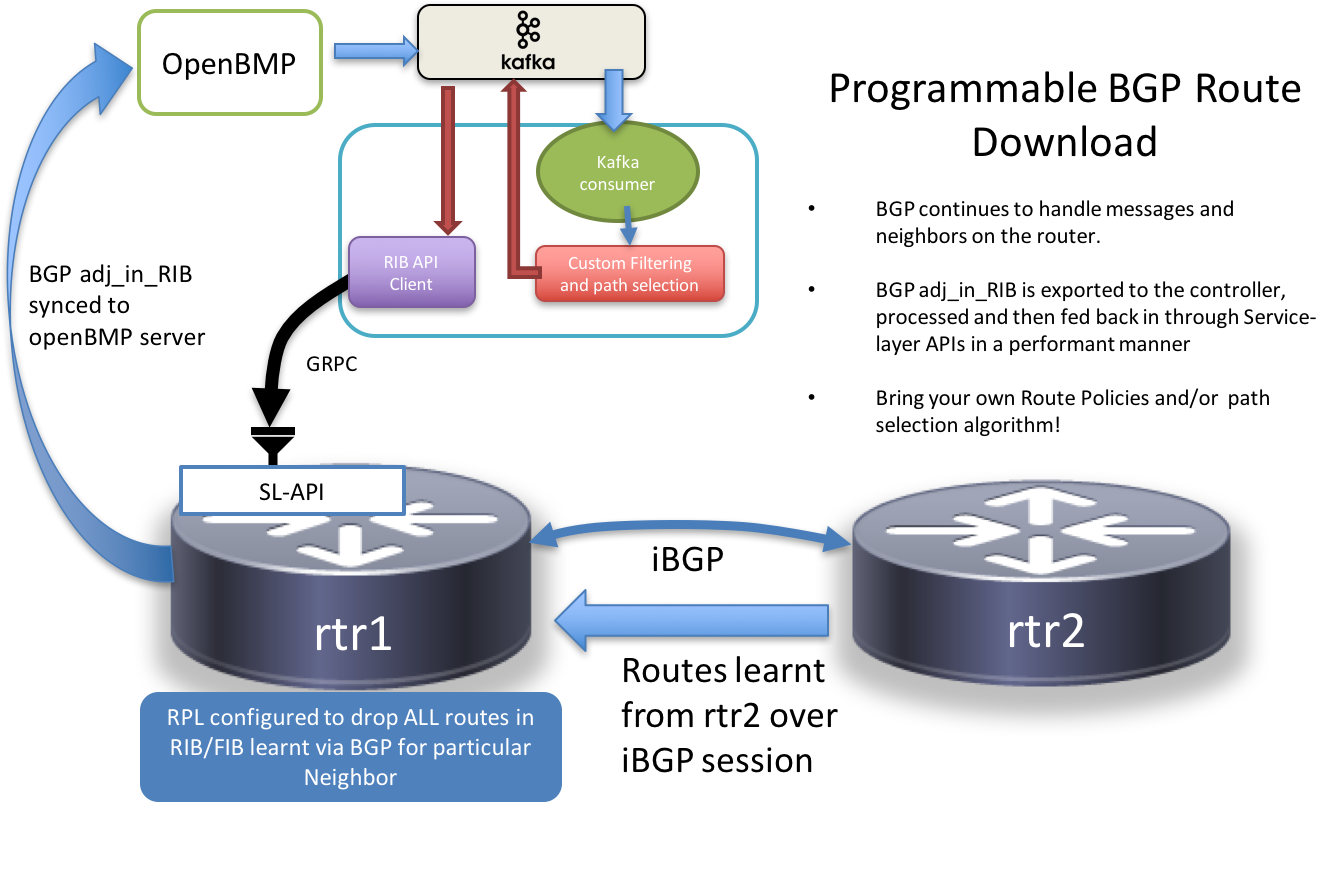 OpenBMP
kafka
Programmable BGP Route
Download
Kafka
consumer
RIB API
Client
Custom Filtering
and path selection
BGP adj_in_RIB
synced to
openBMP server
GRPC
• BGP continues to handle messages and
neighbors on the router.
• BGP adj_in_RIB is exported to the controller,
processed and then fed back in through Service-
layer APIs in a performant manner
• Bring your own Route Policies and/or path
selection algorithm!
SL-API
iBGP
rtr1
rtr2
Routes learnt
from rtr2 over
iBGP session
RPL configured to drop ALL routes in
RIB/FIB learnt via BGP for particular
Neighbor